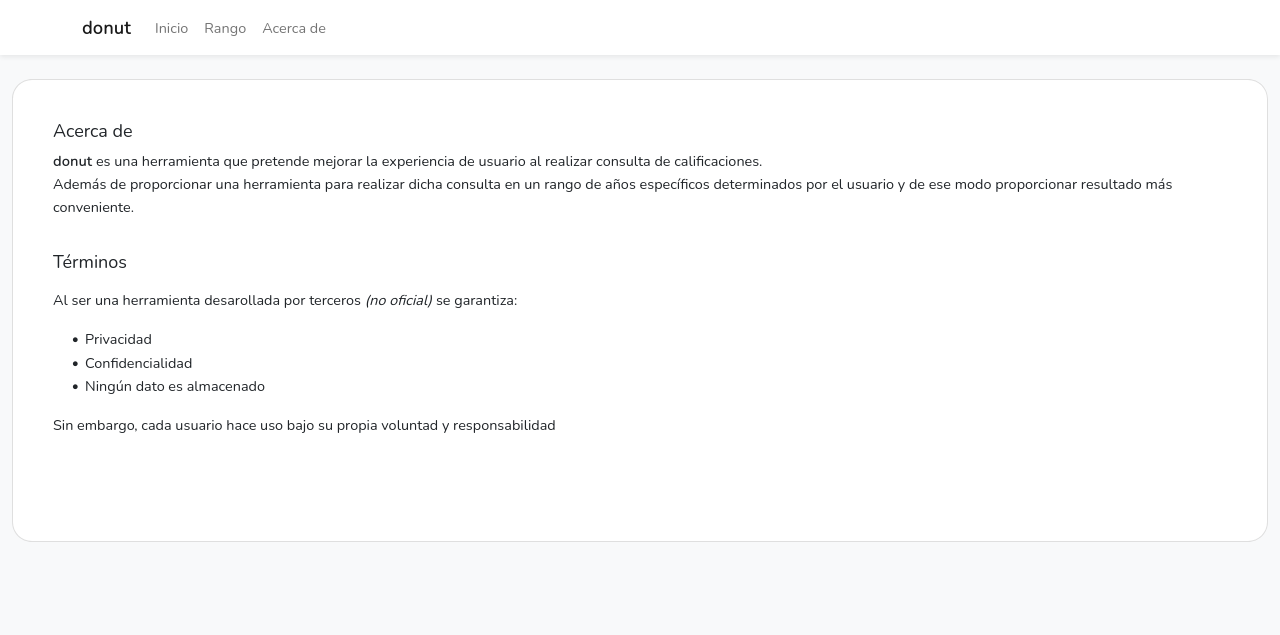 donut Inicio Rango Acerca de
Acerca de
donut es una herramienta que pretende mejorar la experiencia de usuario al realizar consulta de calificaciones.
Además de proporcionar una herramienta para realizar dicha consulta en un rango de años específicos determinados por el usuario y de ese modo proporcionar resultado más
conveniente.
Términos
Al ser una herramienta desarollada por terceros (no oficial) se garantiza:
• Privacidad
• Confidencialidad
• Ningún dato es almacenado
Sin embargo, cada usuario hace uso bajo su propia voluntad y responsabilidad